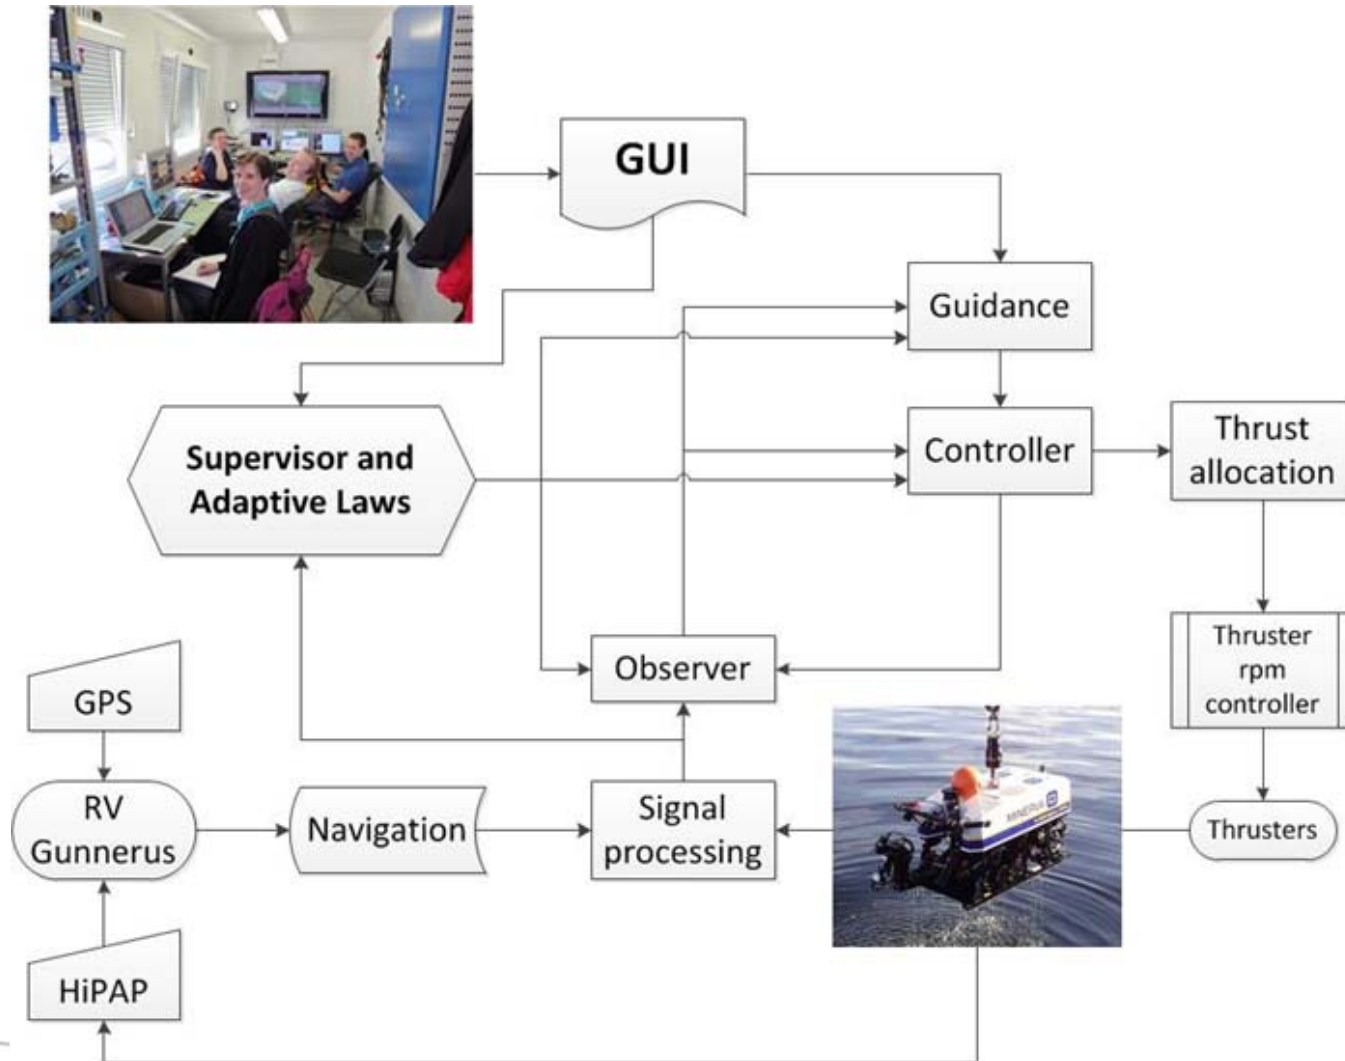 GUI
Guidance
Controller
Thrust
allocation
Supervisor and
Adaptive Laws
Observer
Thruster
rpm
controller
GPS
RV
Gunnerus
Navigation
Signal
processing
MINERVA
Thrusters
HiPAP